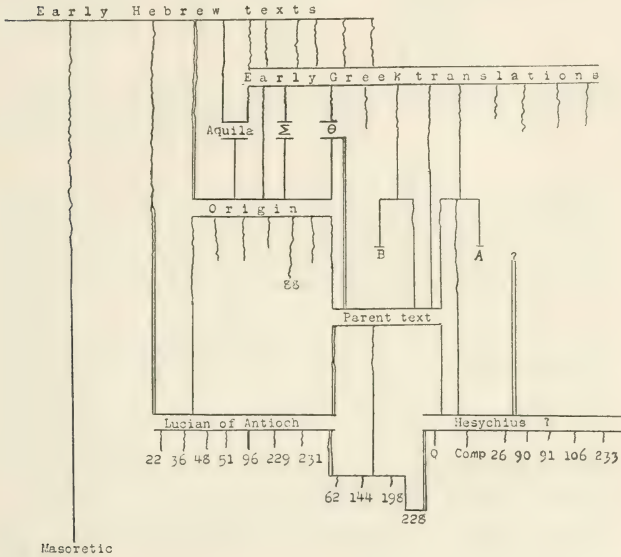 Early Hebrew texts
Early Greek translations
Aquila Σ Θ
Origin
B A
?
88
Parent text
Lucian of Antioch Hesychius ?
22 36 48 51 96 229 231 Q Comp 26 90 91 106 233
62 144 198
228
Masoretic